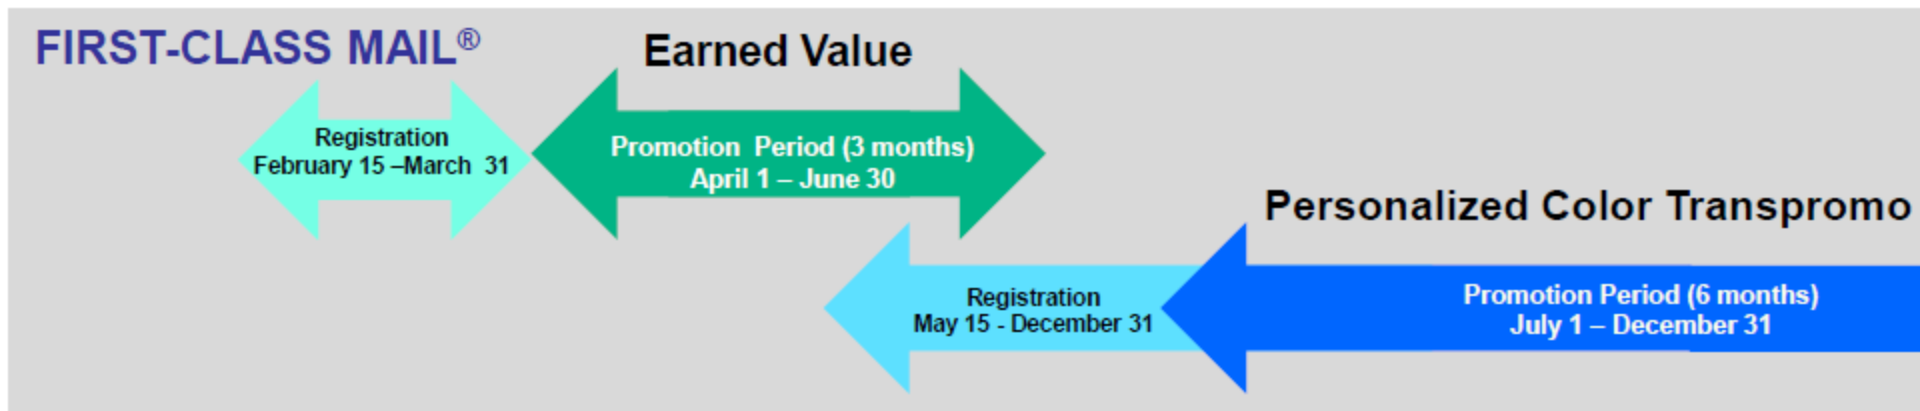 FIRST-CLASS MAIL®
Earned Value
Registration
February 15 –March 31
Promotion Period (3 months)
April 1 – June 30
Personalized Color Transpromo
Registration
May 15 - December 31
Promotion Period (6 months)
July 1 – December 31